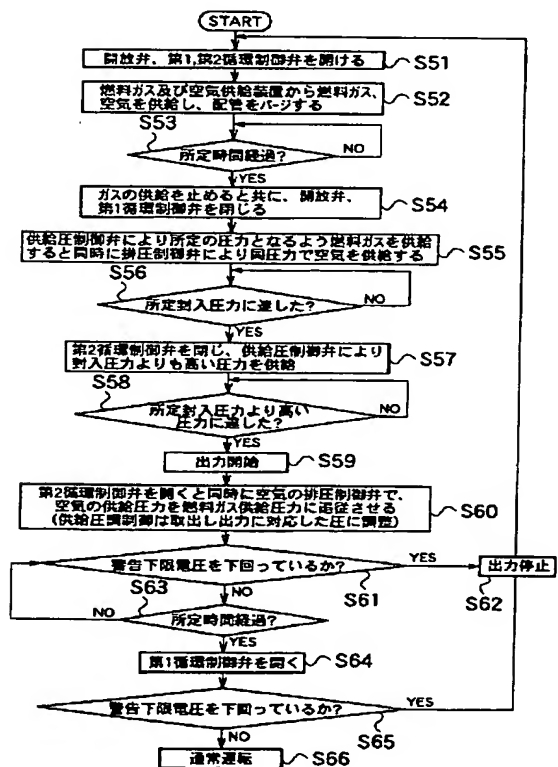 START
開放弁、第1,第2循環制御弁を開ける
S51
燃料ガス及び空気供給装置から燃料ガス、
空気を供給し、配管をパージする
S52
S53
所定時間経過?
NO
YES
ガスの供給を止めると共に、開放弁、
第1循環制御弁を閉じる
S54
供給圧制御弁により所定の圧力となるよう燃料ガスを供給
すると同時に排圧制御弁により同圧力で空気を供給する
S55
S56
所定封入圧力に達した?
NO
YES
第2循環制御弁を閉じ、供給圧制御弁により
封入圧力よりも高い圧力を供給
S57
S58
所定封入圧力より高い
圧力に達した?
NO
YES
出力開始
S59
第2循環制御弁を開くと同時に空気の排圧制御弁で、
空気の供給圧力を燃料ガス供給圧力に追従させる
(供給圧調制御は取出し出力に対応した圧に調整)
S60
警告下限電圧を下回っているか?
YES
出力停止
S61
S62
NO
S63
NO
所定時間経過?
YES
第1循環制御弁を開く
S64
警告下限電圧を下回っているか?
YES
S65
NO
通常運転
S66